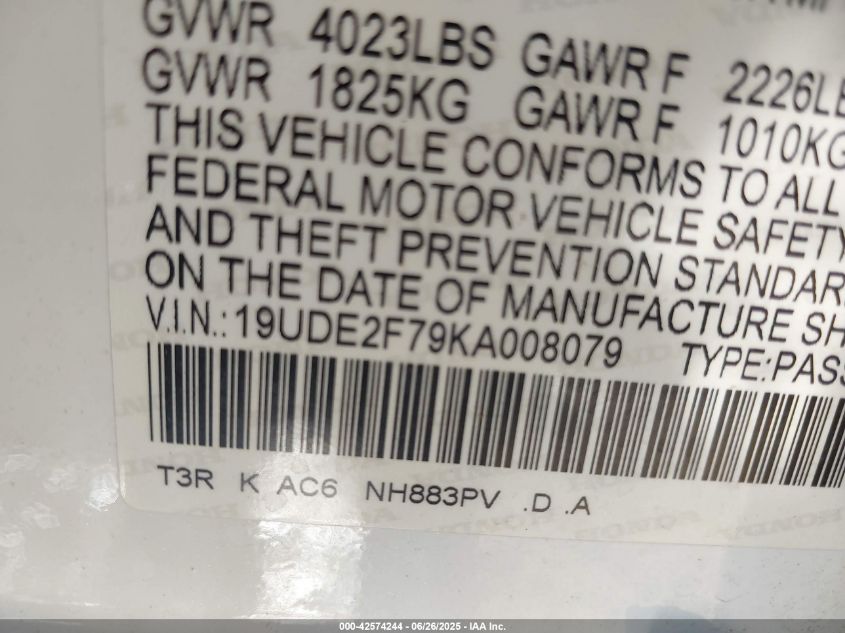 GVWR 4023LBS GAWR F 2226LB
GVWR 1825KG GAWR F 1010KG
THIS VEHICLE CONFORMS TO ALL
FEDERAL MOTOR VEHICLE SAFETY
AND THEFT PREVENTION STANDAR
ON THE DATE OF MANUFACTURE SH
V.I.N.:19UDE2F79KA008079 TYPE:PASS
T3R K AC6 NH883PV .D .A
000-42574244 / 06/26/2025 - IAA Inc.